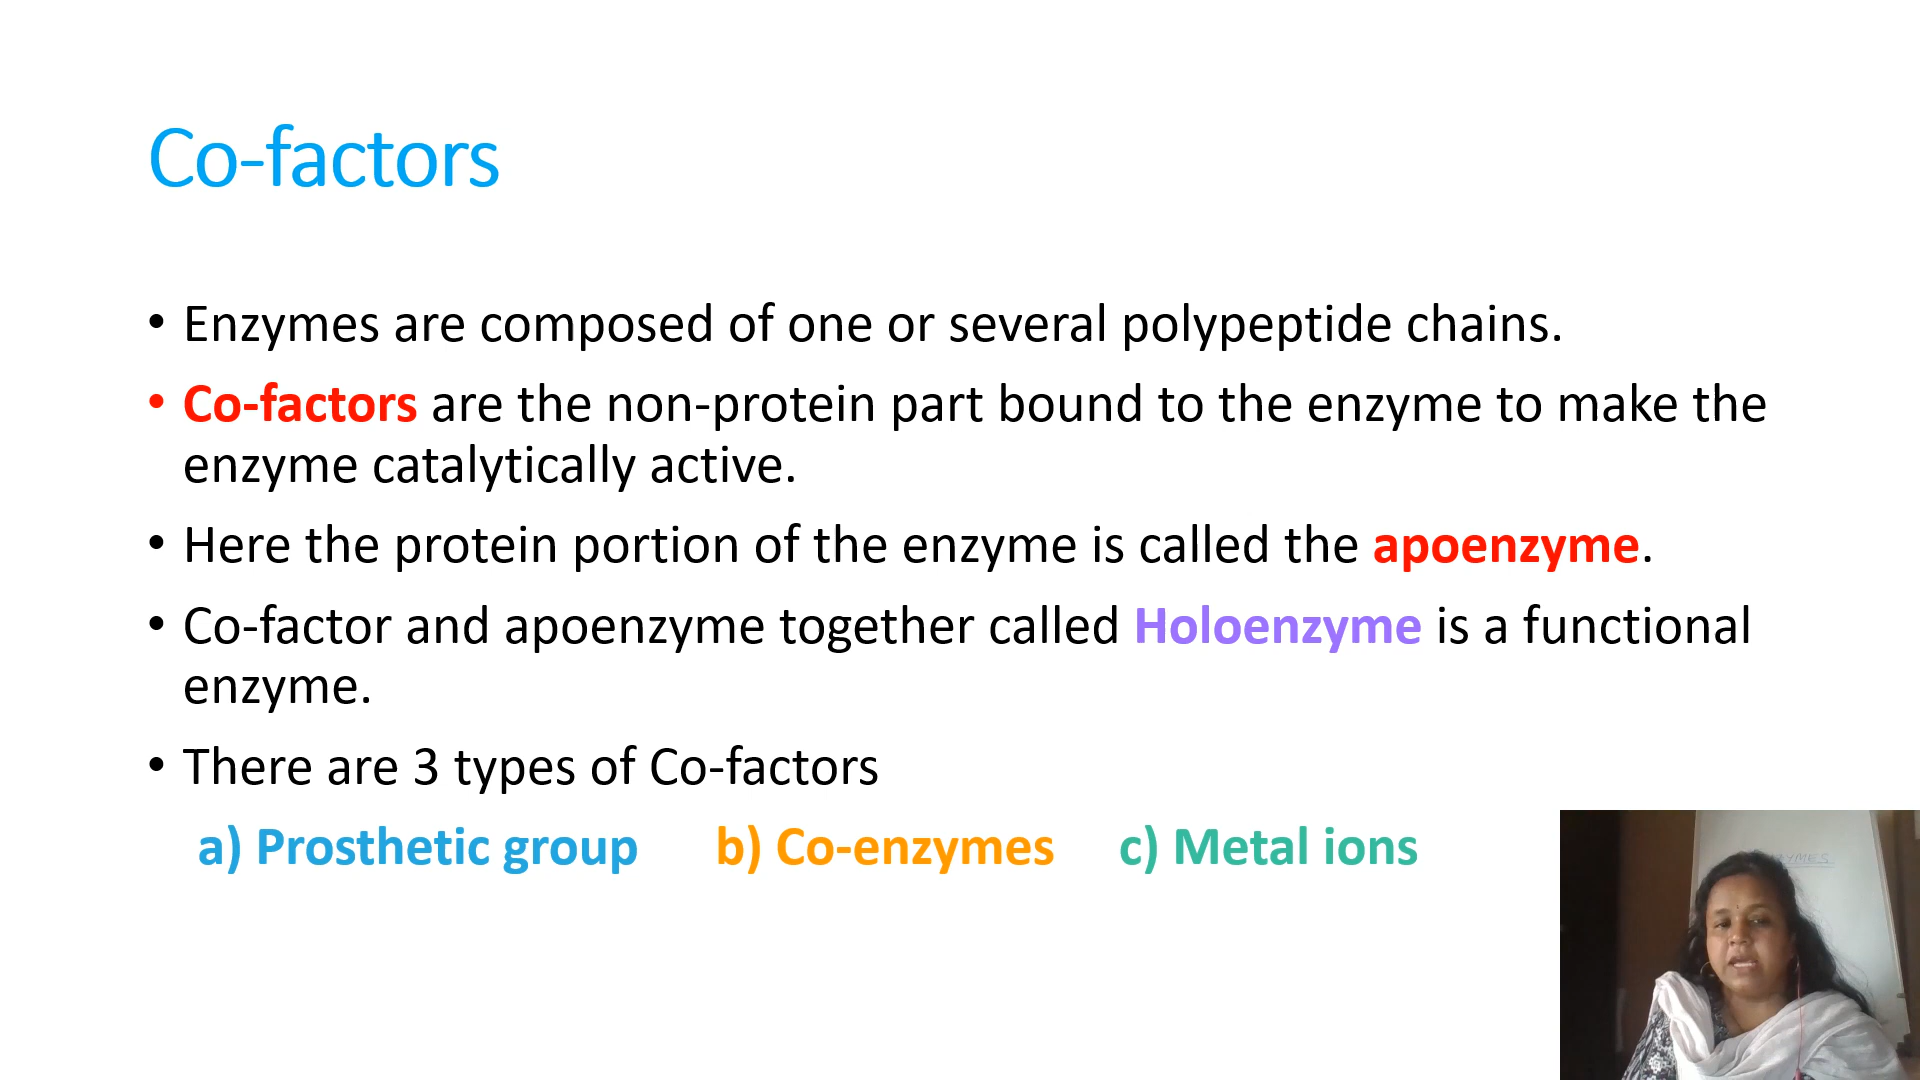 Co-factors
• Enzymes are composed of one or several polypeptide chains.
• Co-factors are the non-protein part bound to the enzyme to make the
enzyme catalytically active.
• Here the protein portion of the enzyme is called the apoenzyme.
• Co-factor and apoenzyme together called Holoenzyme is a functional
enzyme.
• There are 3 types of Co-factors
a) Prosthetic group b) Co-enzymes c) Metal ions